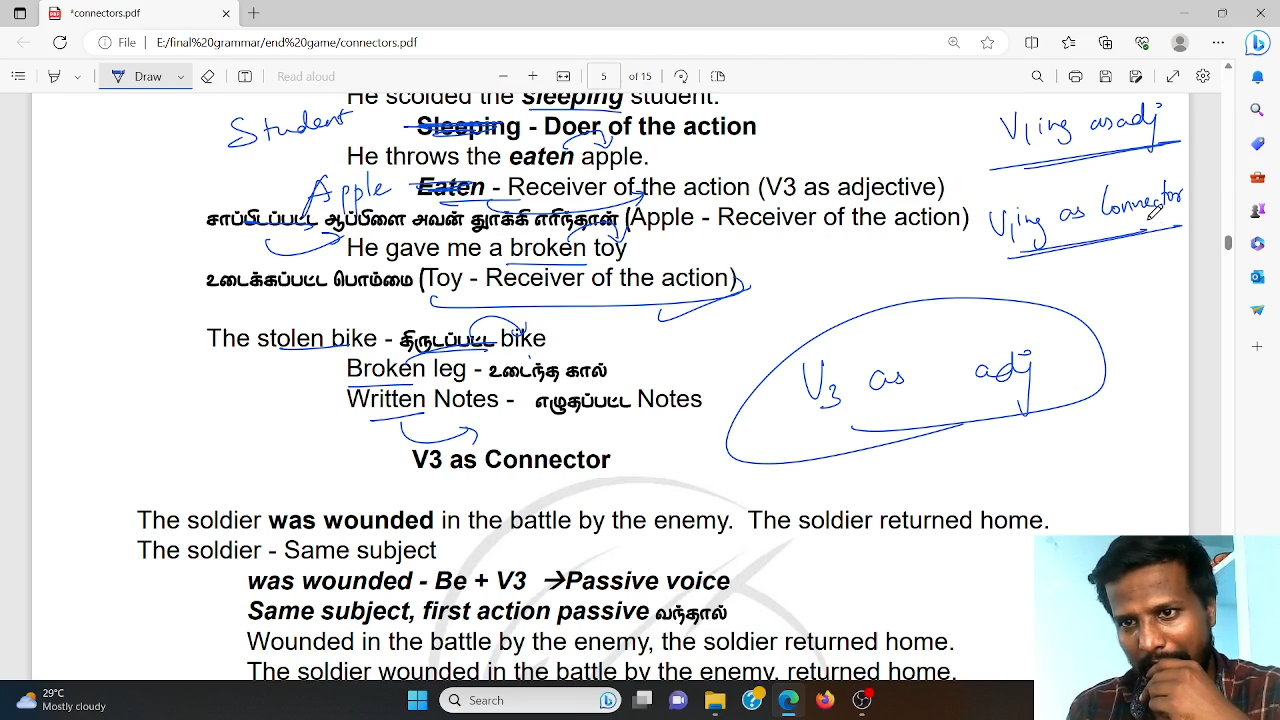 *connectors.pdf
File E:/final%20grammar/end%20game/connectors.pdf
Draw Read aloud 5 of 15
He scolded the sleeping student.
Student Sleeping - Doer of the action
V1 ing as adj
He throws the eaten apple.
Apple Eaten - Receiver of the action (V3 as adjective)
சாப்பிடப்பட்ட ஆப்பிளை அவன் தூக்கி எரிந்தான் (Apple - Receiver of the action)
V1 ing as Connector
He gave me a broken toy
உடைக்கப்பட்ட பொம்மை (Toy - Receiver of the action)
The stolen bike - திருடப்பட்ட bike
Broken leg - உடைந்த கால்
V3 as adj
Written Notes - எழுதப்பட்ட Notes
V3 as Connector
The soldier was wounded in the battle by the enemy. The soldier returned home.
The soldier - Same subject
was wounded - Be + V3 →Passive voice
Same subject, first action passive வந்தால்
Wounded in the battle by the enemy, the soldier returned home.
The soldier wounded in the battle by the enemy, returned home.
29°C
Mostly cloudy
Search